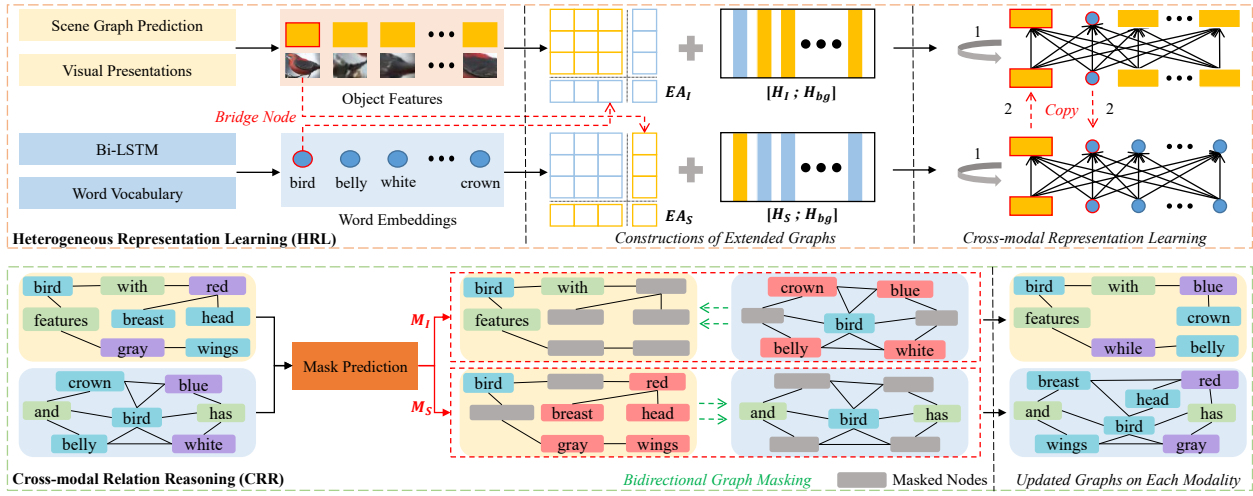 Scene Graph Prediction
Visual Presentations
Object Features
Bridge Node
Bi-LSTM
Word Vocabulary
bird belly white crown
Word Embeddings
EA_I
[H_I ; H_bg]
EA_S
[H_S ; H_bg]
1
2 Copy 2
1
Heterogeneous Representation Learning (HRL)
Constructions of Extended Graphs
Cross-modal Representation Learning
bird with red
features breast head
gray wings
crown blue
and bird has
belly white
Mask Prediction
M_I
M_S
bird with
features
crown blue
bird
belly white
bird red
breast head
gray wings
and bird has
bird with blue
features crown
while belly
breast red
head
and bird has
wings gray
Cross-modal Relation Reasoning (CRR)
Bidirectional Graph Masking
Masked Nodes
Updated Graphs on Each Modality